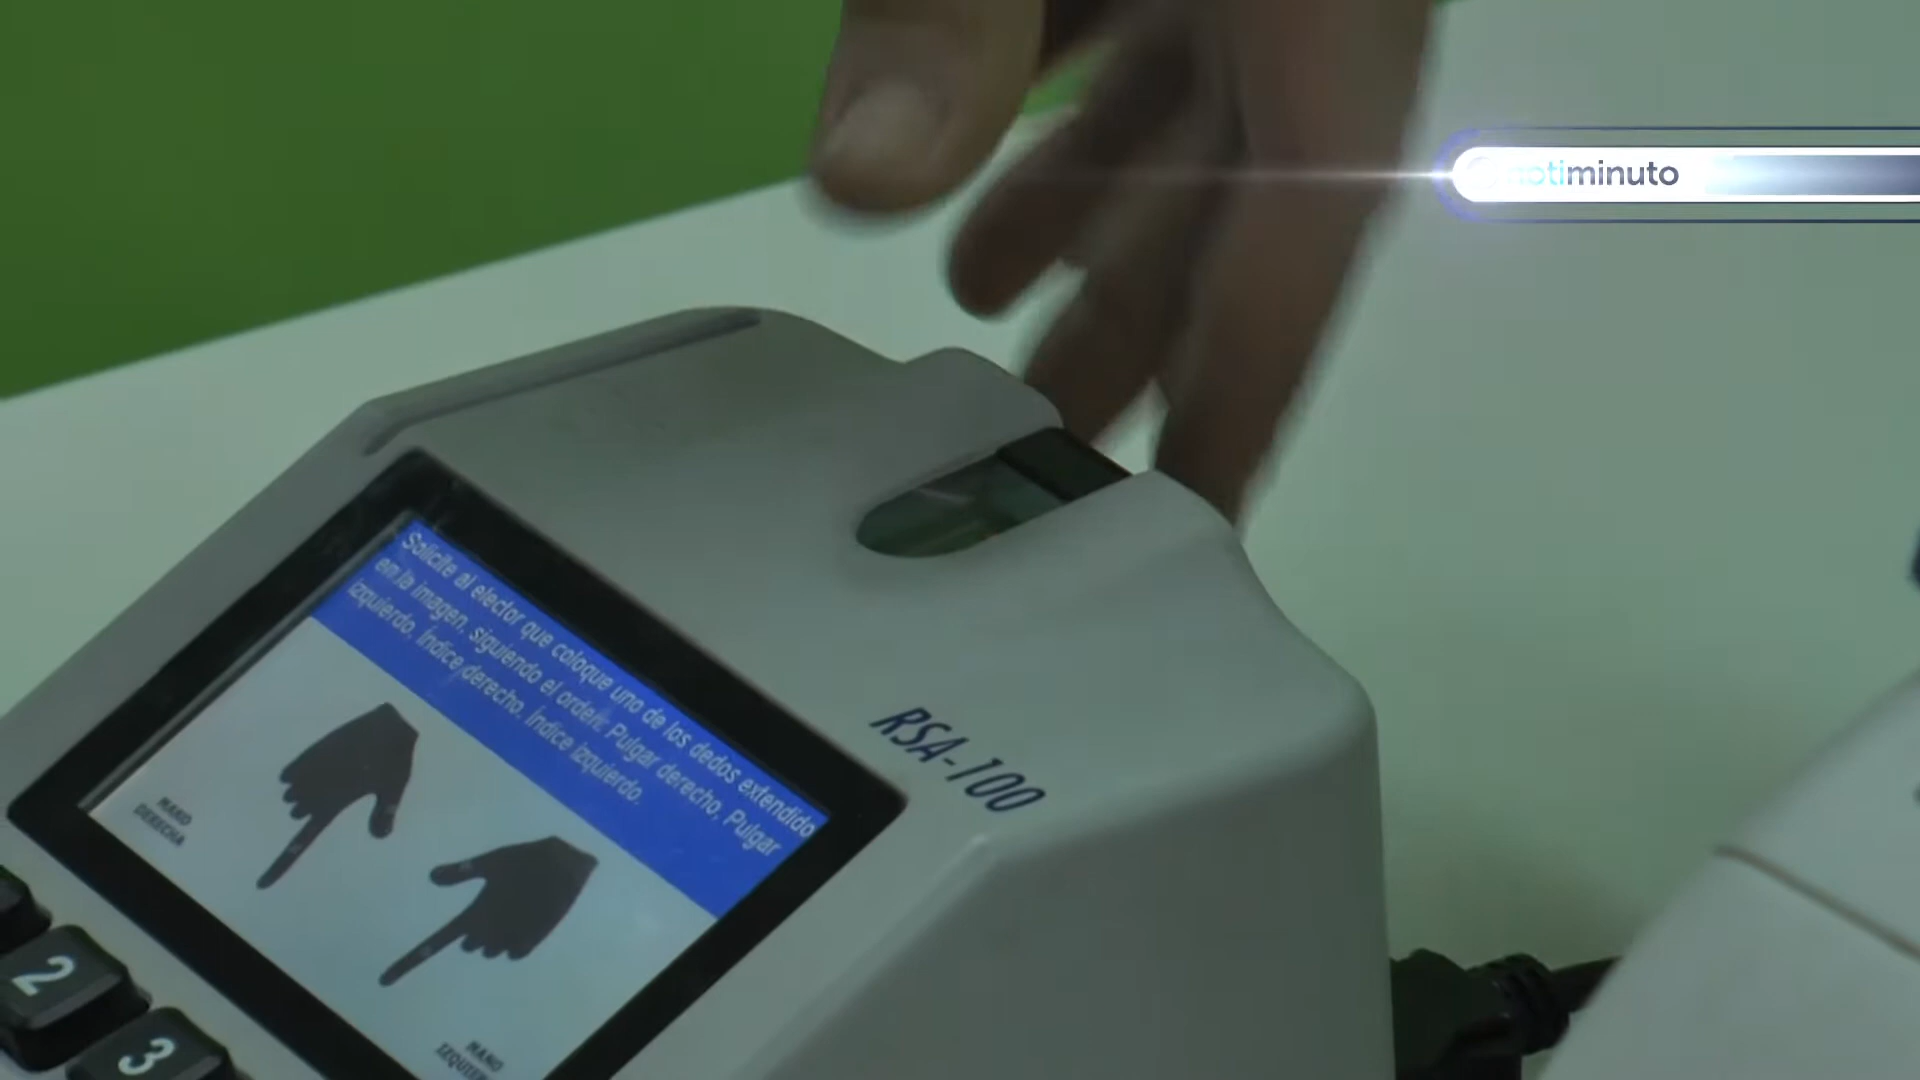 notiminuto
Solicite al elector que coloque uno de los dedos extendido
en la imagen, siguiendo el orden: Pulgar derecho, Pulgar
izquierdo, Índice derecho, Índice izquierdo.
MANO
DERECHA
MANO
RSA-100
2
3